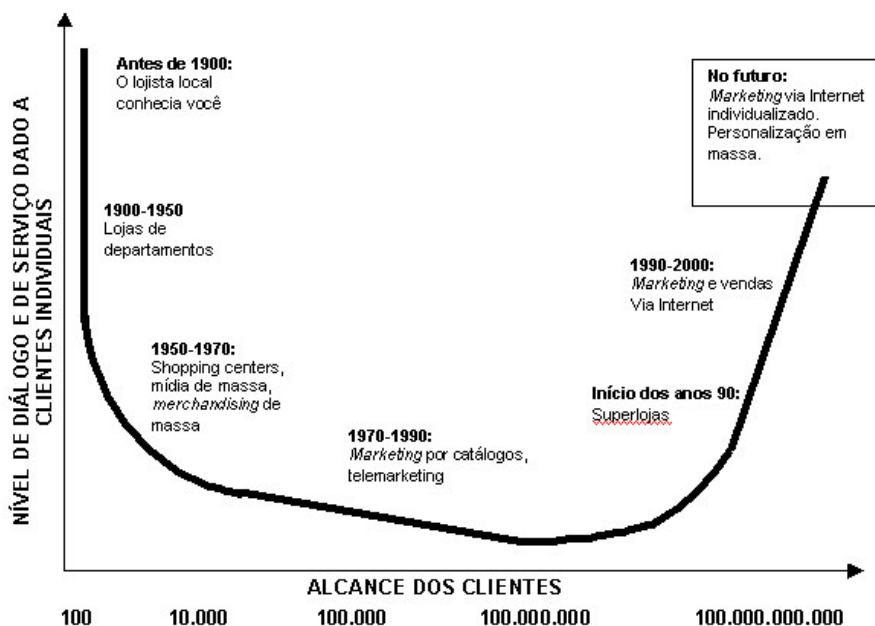 NÍVEL DE DIÁLOGO E DE SERVIÇO DADO A
CLIENTES INDIVIDUAIS
Antes de 1900:
O lojista local
conhecia você
1900-1950
Lojas de
departamentos
1950-1970:
Shopping centers,
mídia de massa,
merchandising de
massa
1970-1990:
Marketing por catálogos,
telemarketing
Início dos anos 90:
Superlojas
1990-2000:
Marketing e vendas
Via Internet
No futuro:
Marketing via Internet
individualizado.
Personalização em
massa.
ALCANCE DOS CLIENTES
100 10.000 100.000 100.000.000 100.000.000.000